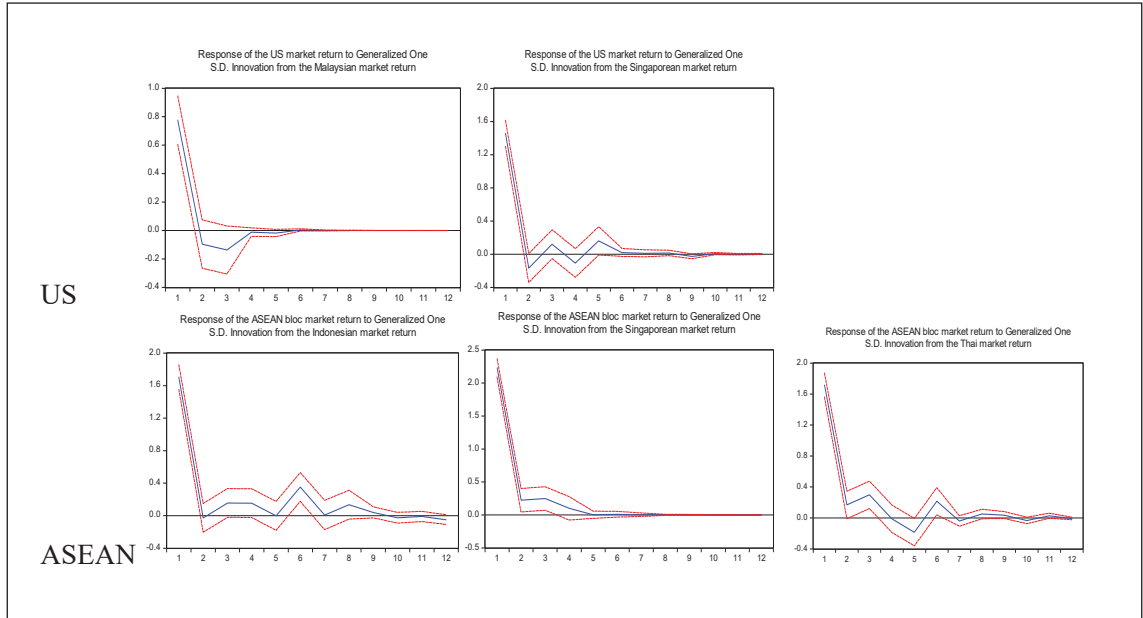 Response of the US market return to Generalized One
S.D. Innovation from the Malaysian market return
1.0
0.8
0.6
0.4
0.2
0.0
-0.2
-0.4
1 2 3 4 5 6 7 8 9 10 11 12
Response of the US market return to Generalized One
S.D. Innovation from the Singaporean market return
2.0
1.6
1.2
0.8
0.4
0.0
-0.4
1 2 3 4 5 6 7 8 9 10 11 12
US
Response of the ASEAN bloc market return to Generalized One
S.D. Innovation from the Indonesian market return
2.0
1.6
1.2
0.8
0.4
0.0
-0.4
1 2 3 4 5 6 7 8 9 10 11 12
Response of the ASEAN bloc market return to Generalized One
S.D. Innovation from the Singaporean market return
2.5
2.0
1.5
1.0
0.5
0.0
-0.5
1 2 3 4 5 6 7 8 9 10 11 12
Response of the ASEAN bloc market return to Generalized One
S.D. Innovation from the Thai market return
2.0
1.6
1.2
0.8
0.4
0.0
-0.4
1 2 3 4 5 6 7 8 9 10 11 12
ASEAN